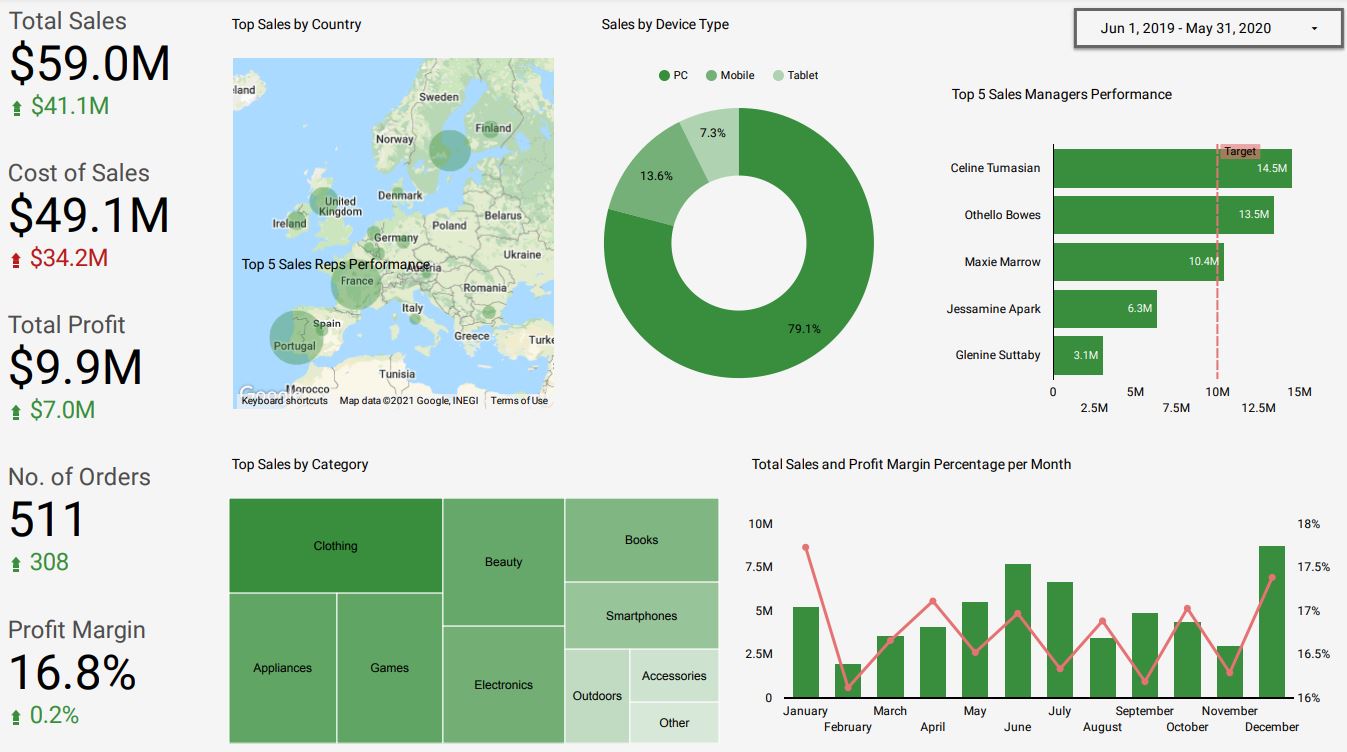 Total Sales
$59.0M
$41.1M
Cost of Sales
$49.1M
$34.2M
Total Profit
$9.9M
$7.0M
No. of Orders
511
308
Profit Margin
16.8%
0.2%
Top Sales by Country
Sweden
Finland
Norway
United
Kingdom
Denmark
Ireland
Belarus
Poland
Germany
Ukraine
Top 5 Sales Reps Performance
Austria
France
Romania
Italy
Spain
Portugal
Greece
Turke
Tunisia
Morocco
Google
Keyboard shortcuts
Map data ©2021 Google, INEGI
Terms of Use
Sales by Device Type
PC
Mobile
Tablet
7.3%
13.6%
79.1%
Jun 1, 2019 - May 31, 2020
Top 5 Sales Managers Performance
Target
Celine Tumasian
14.5M
Othello Bowes
13.5M
Maxie Marrow
10.4M
Jessamine Apark
6.3M
Glenine Suttaby
3.1M
0
2.5M
5M
7.5M
10M
12.5M
15M
Top Sales by Category
Clothing
Beauty
Books
Smartphones
Appliances
Games
Electronics
Outdoors
Accessories
Other
Total Sales and Profit Margin Percentage per Month
10M
7.5M
5M
2.5M
0
18%
17.5%
17%
16.5%
16%
January
February
March
April
May
June
July
August
September
October
November
December